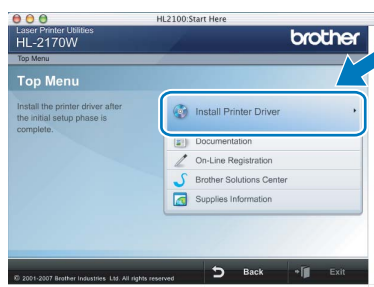 HL2100:Start Here
Laser Printer Utilities
HL-2170W
brother
Top Menu
Top Menu
Install the printer driver after
the initial setup phase is
complete.
Install Printer Driver
Documentation
On-Line Registration
Brother Solutions Center
Supplies Information
© 2001-2007 Brother Industries Ltd. All rights reserved
Back
Exit